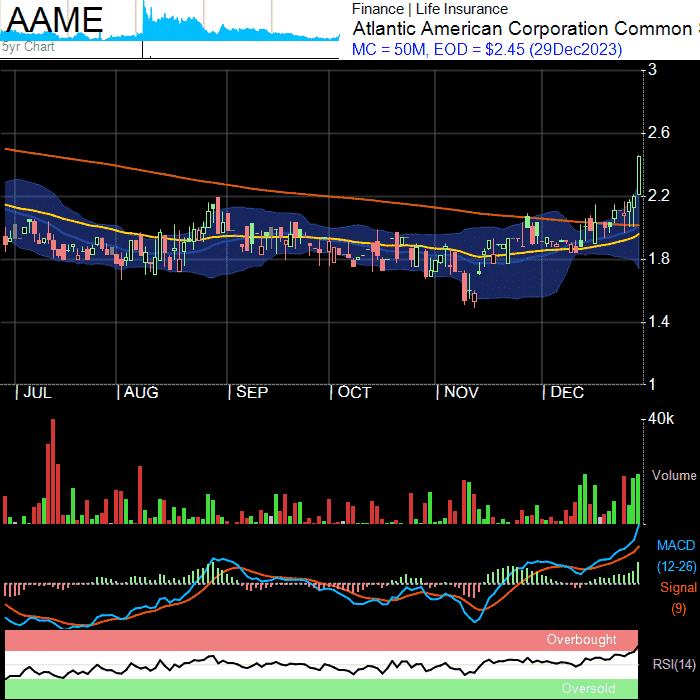 AAME
5yr Chart
Finance | Life Insurance
Atlantic American Corporation Common
MC = 50M, EOD = $2.45 (29Dec2023)
3
2.6
2.2
1.8
1.4
1
| JUL | AUG | SEP | OCT | NOV | DEC
40k
Volume
MACD
(12-26)
Signal
(9)
Overbought
RSI(14)
Oversold